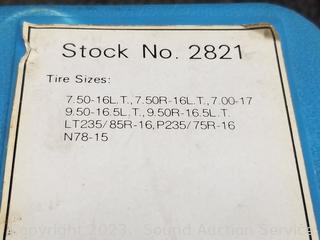 Stock No. 2821
Tire Sizes:
7.50-16L.T.,7.50R-16L.T.,7.00-17
9.50-16.5L.T.,9.50R-16.5L.T.
LT235/85R-16,P235/75R-16
N78-15
Copyright 2023, Sound Auction Service